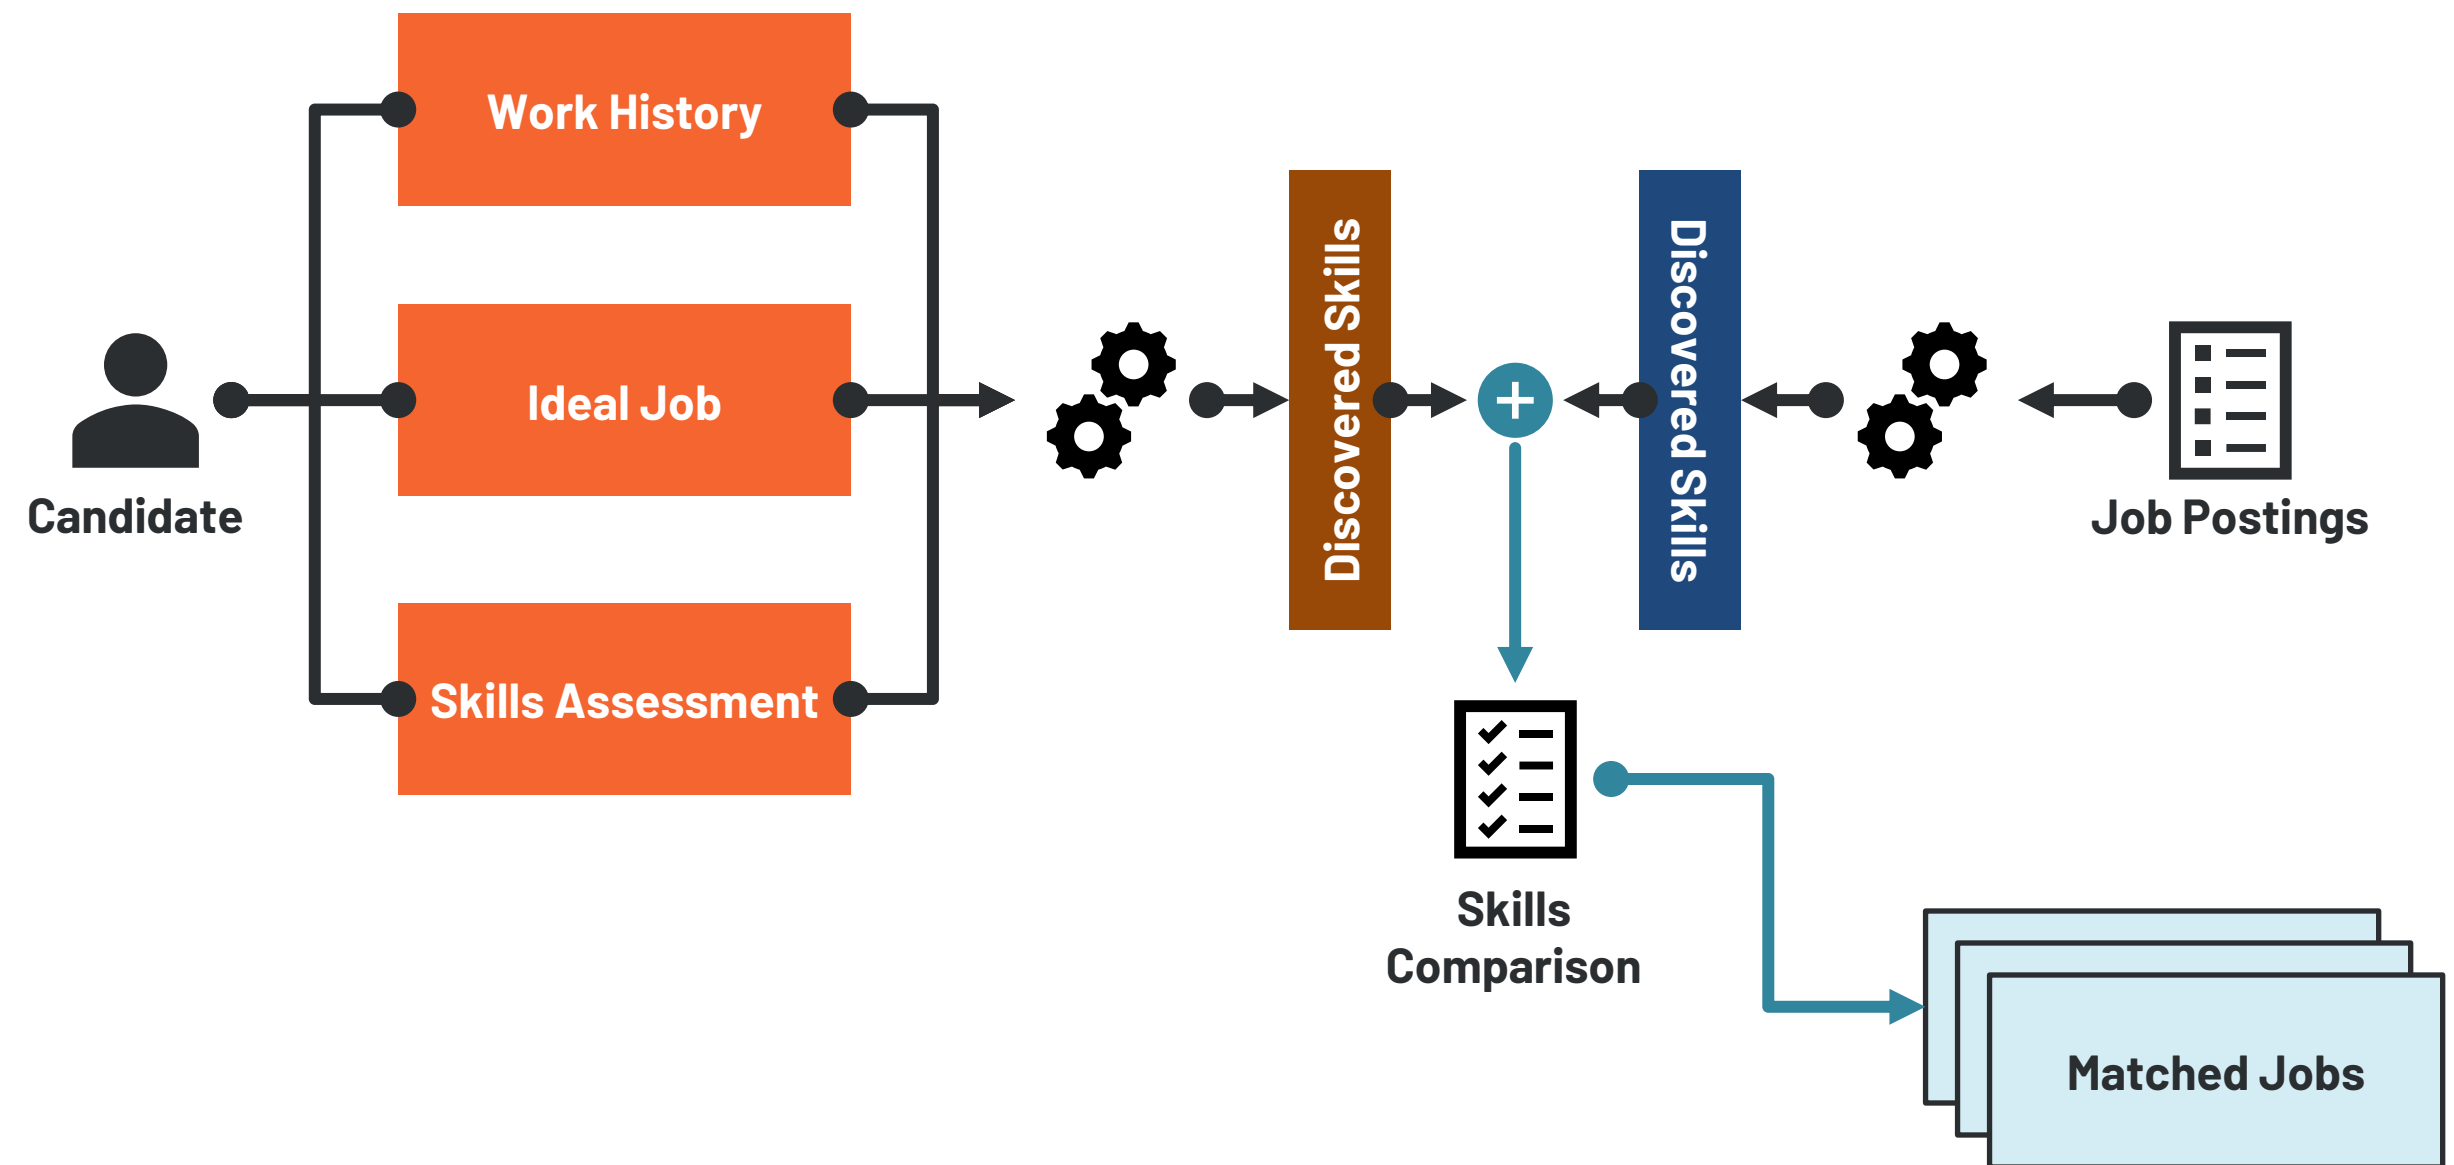 Work History
Ideal Job
Skills Assessment
Candidate
Discovered Skills
Discovered Skills
Job Postings
Skills
Comparison
Matched Jobs